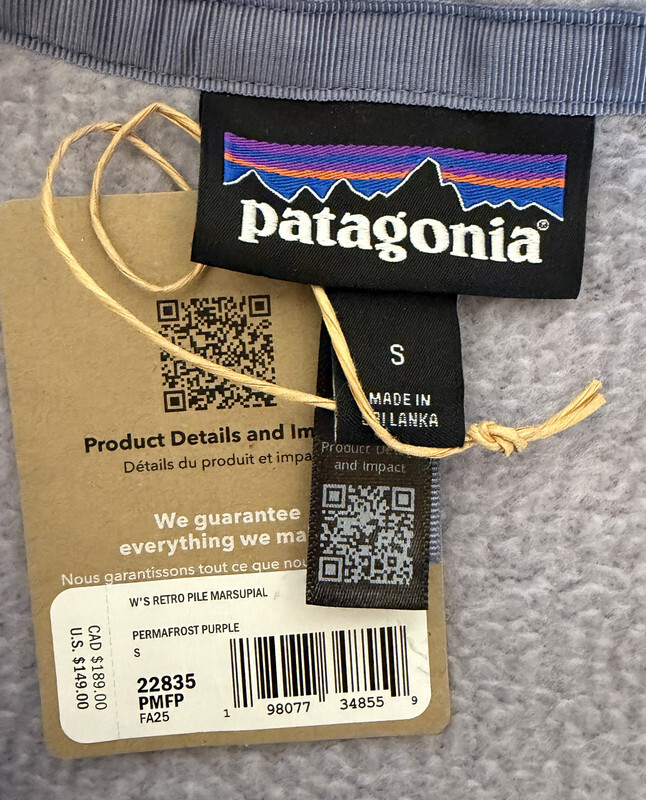 patagonia®
S
MADE IN
SRI LANKA
Product Details and Im
Détails du produit et impa
Product
and Impact
We guarantee
everything we ma
Nous garantissons tout ce que nou
W'S RETRO PILE MARSUPIAL
PERMAFROST PURPLE
S
22835
PMFP
FA25
1 98077 34855 9
CAD $189.00
U.S. $149.00